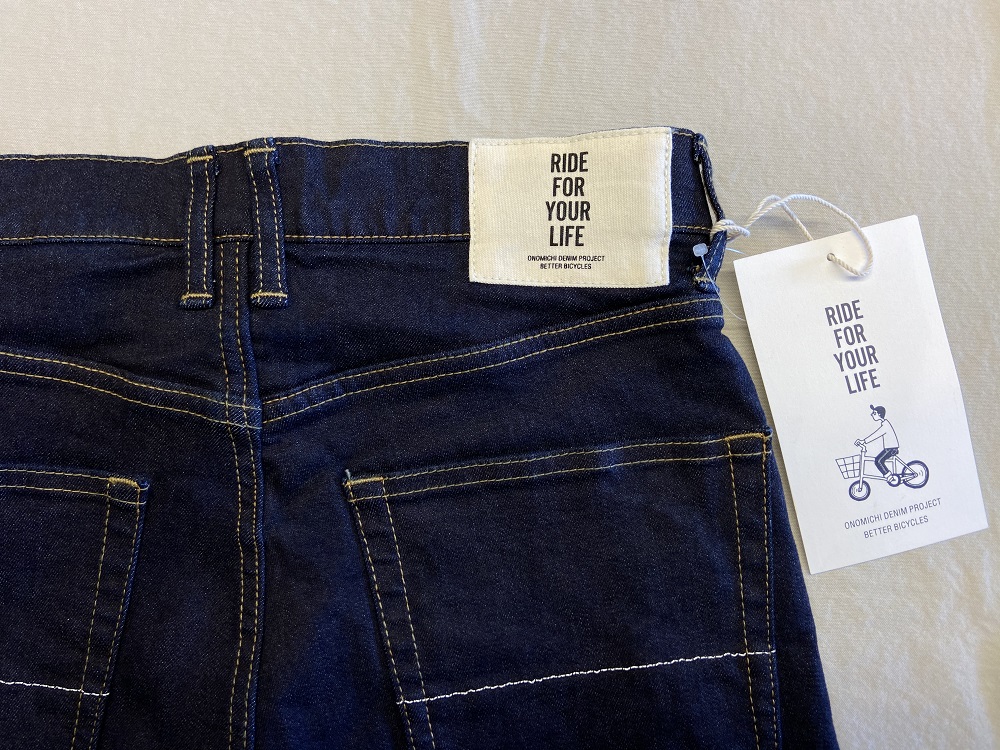 RIDE
FOR
YOUR
LIFE
ONOMICHI DENIM PROJECT
BETTER BICYCLES
RIDE
FOR
YOUR
LIFE
ONOMICHI DENIM PROJECT
BETTER BICYCLES